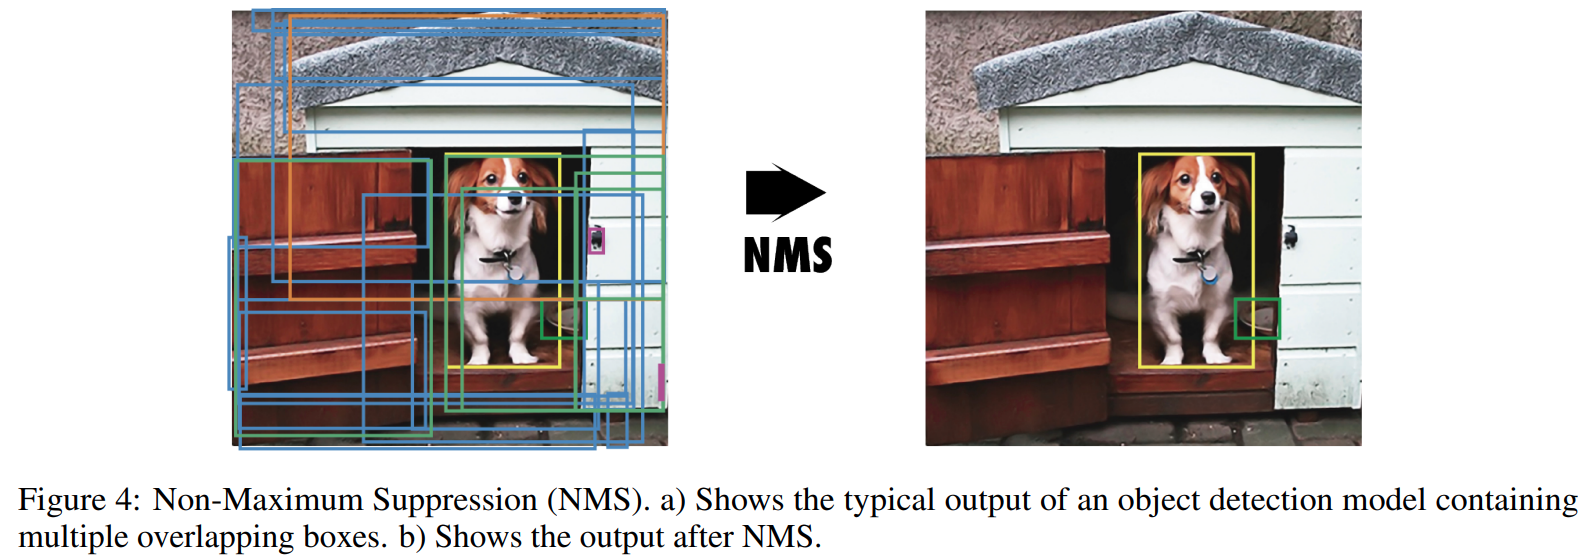 NMS
Figure 4: Non-Maximum Suppression (NMS). a) Shows the typical output of an object detection model containing
multiple overlapping boxes. b) Shows the output after NMS.